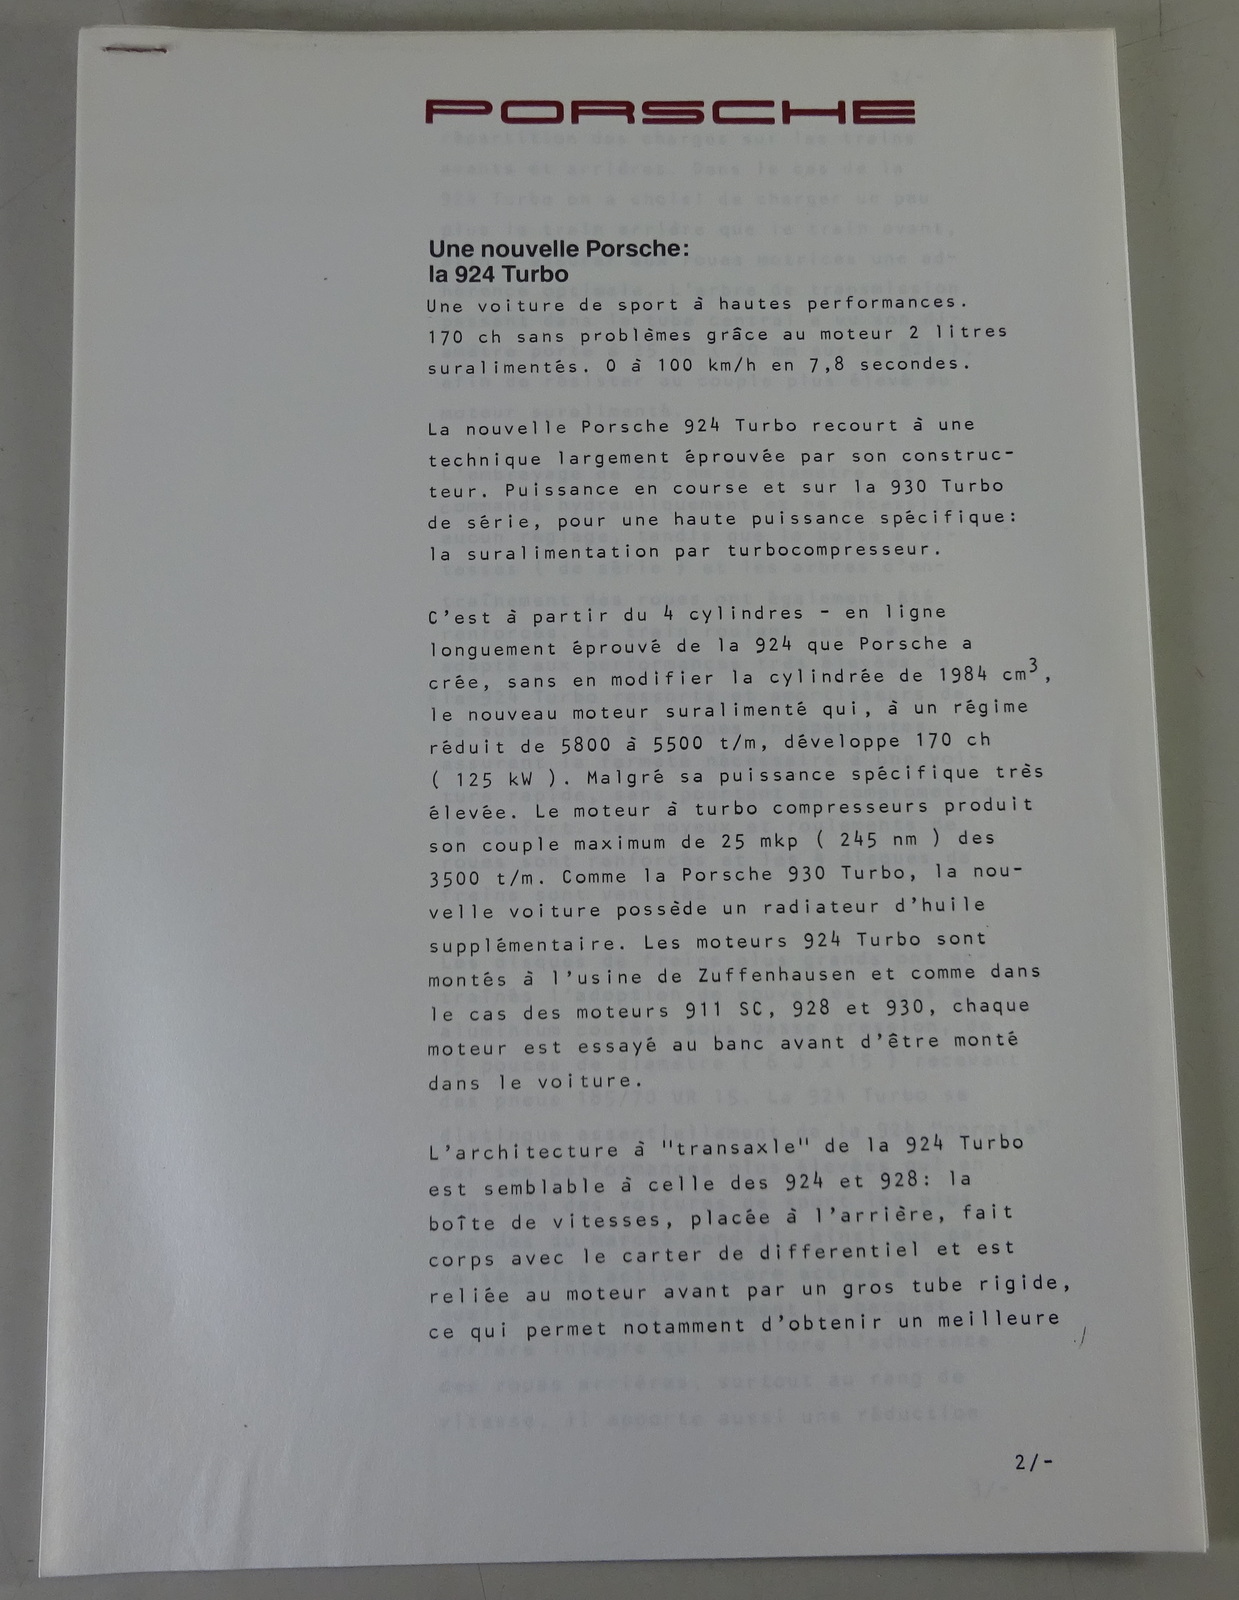 PORSCHE
Une nouvelle Porsche:
la 924 Turbo
Une voiture de sport à hautes performances.
170 ch sans problèmes grâce au moteur 2 litres
suralimentés. 0 à 100 km/h en 7,8 secondes.
La nouvelle Porsche 924 Turbo recourt à une
technique largement éprouvée par son construc-
teur. Puissance en course et sur la 930 Turbo
de série, pour une haute puissance spécifique:
la suralimentation par turbocompresseur.
C'est à partir du 4 cylindres - en ligne
longuement éprouvé de la 924 que Porsche a
crée, sans en modifier la cylindrée de 1984 cm³,
le nouveau moteur suralimenté qui, à un régime
réduit de 5800 à 5500 t/m, développe 170 ch
( 125 kW ). Malgré sa puissance spécifique très
élevée. Le moteur à turbo compresseurs produit
son couple maximum de 25 mkp ( 245 nm ) des
3500 t/m. Comme la Porsche 930 Turbo, la nou-
velle voiture possède un radiateur d'huile
supplémentaire. Les moteurs 924 Turbo sont
montés à l'usine de Zuffenhausen et comme dans
le cas des moteurs 911 SC, 928 et 930, chaque
moteur est essayé au banc avant d'être monté
dans le voiture.
L'architecture à "transaxle" de la 924 Turbo
est semblable à celle des 924 et 928: la
boîte de vitesses, placée à l'arrière, fait
corps avec le carter de differentiel et est
reliée au moteur avant par un gros tube rigide,
ce qui permet notamment d'obtenir un meilleure
./
2/-